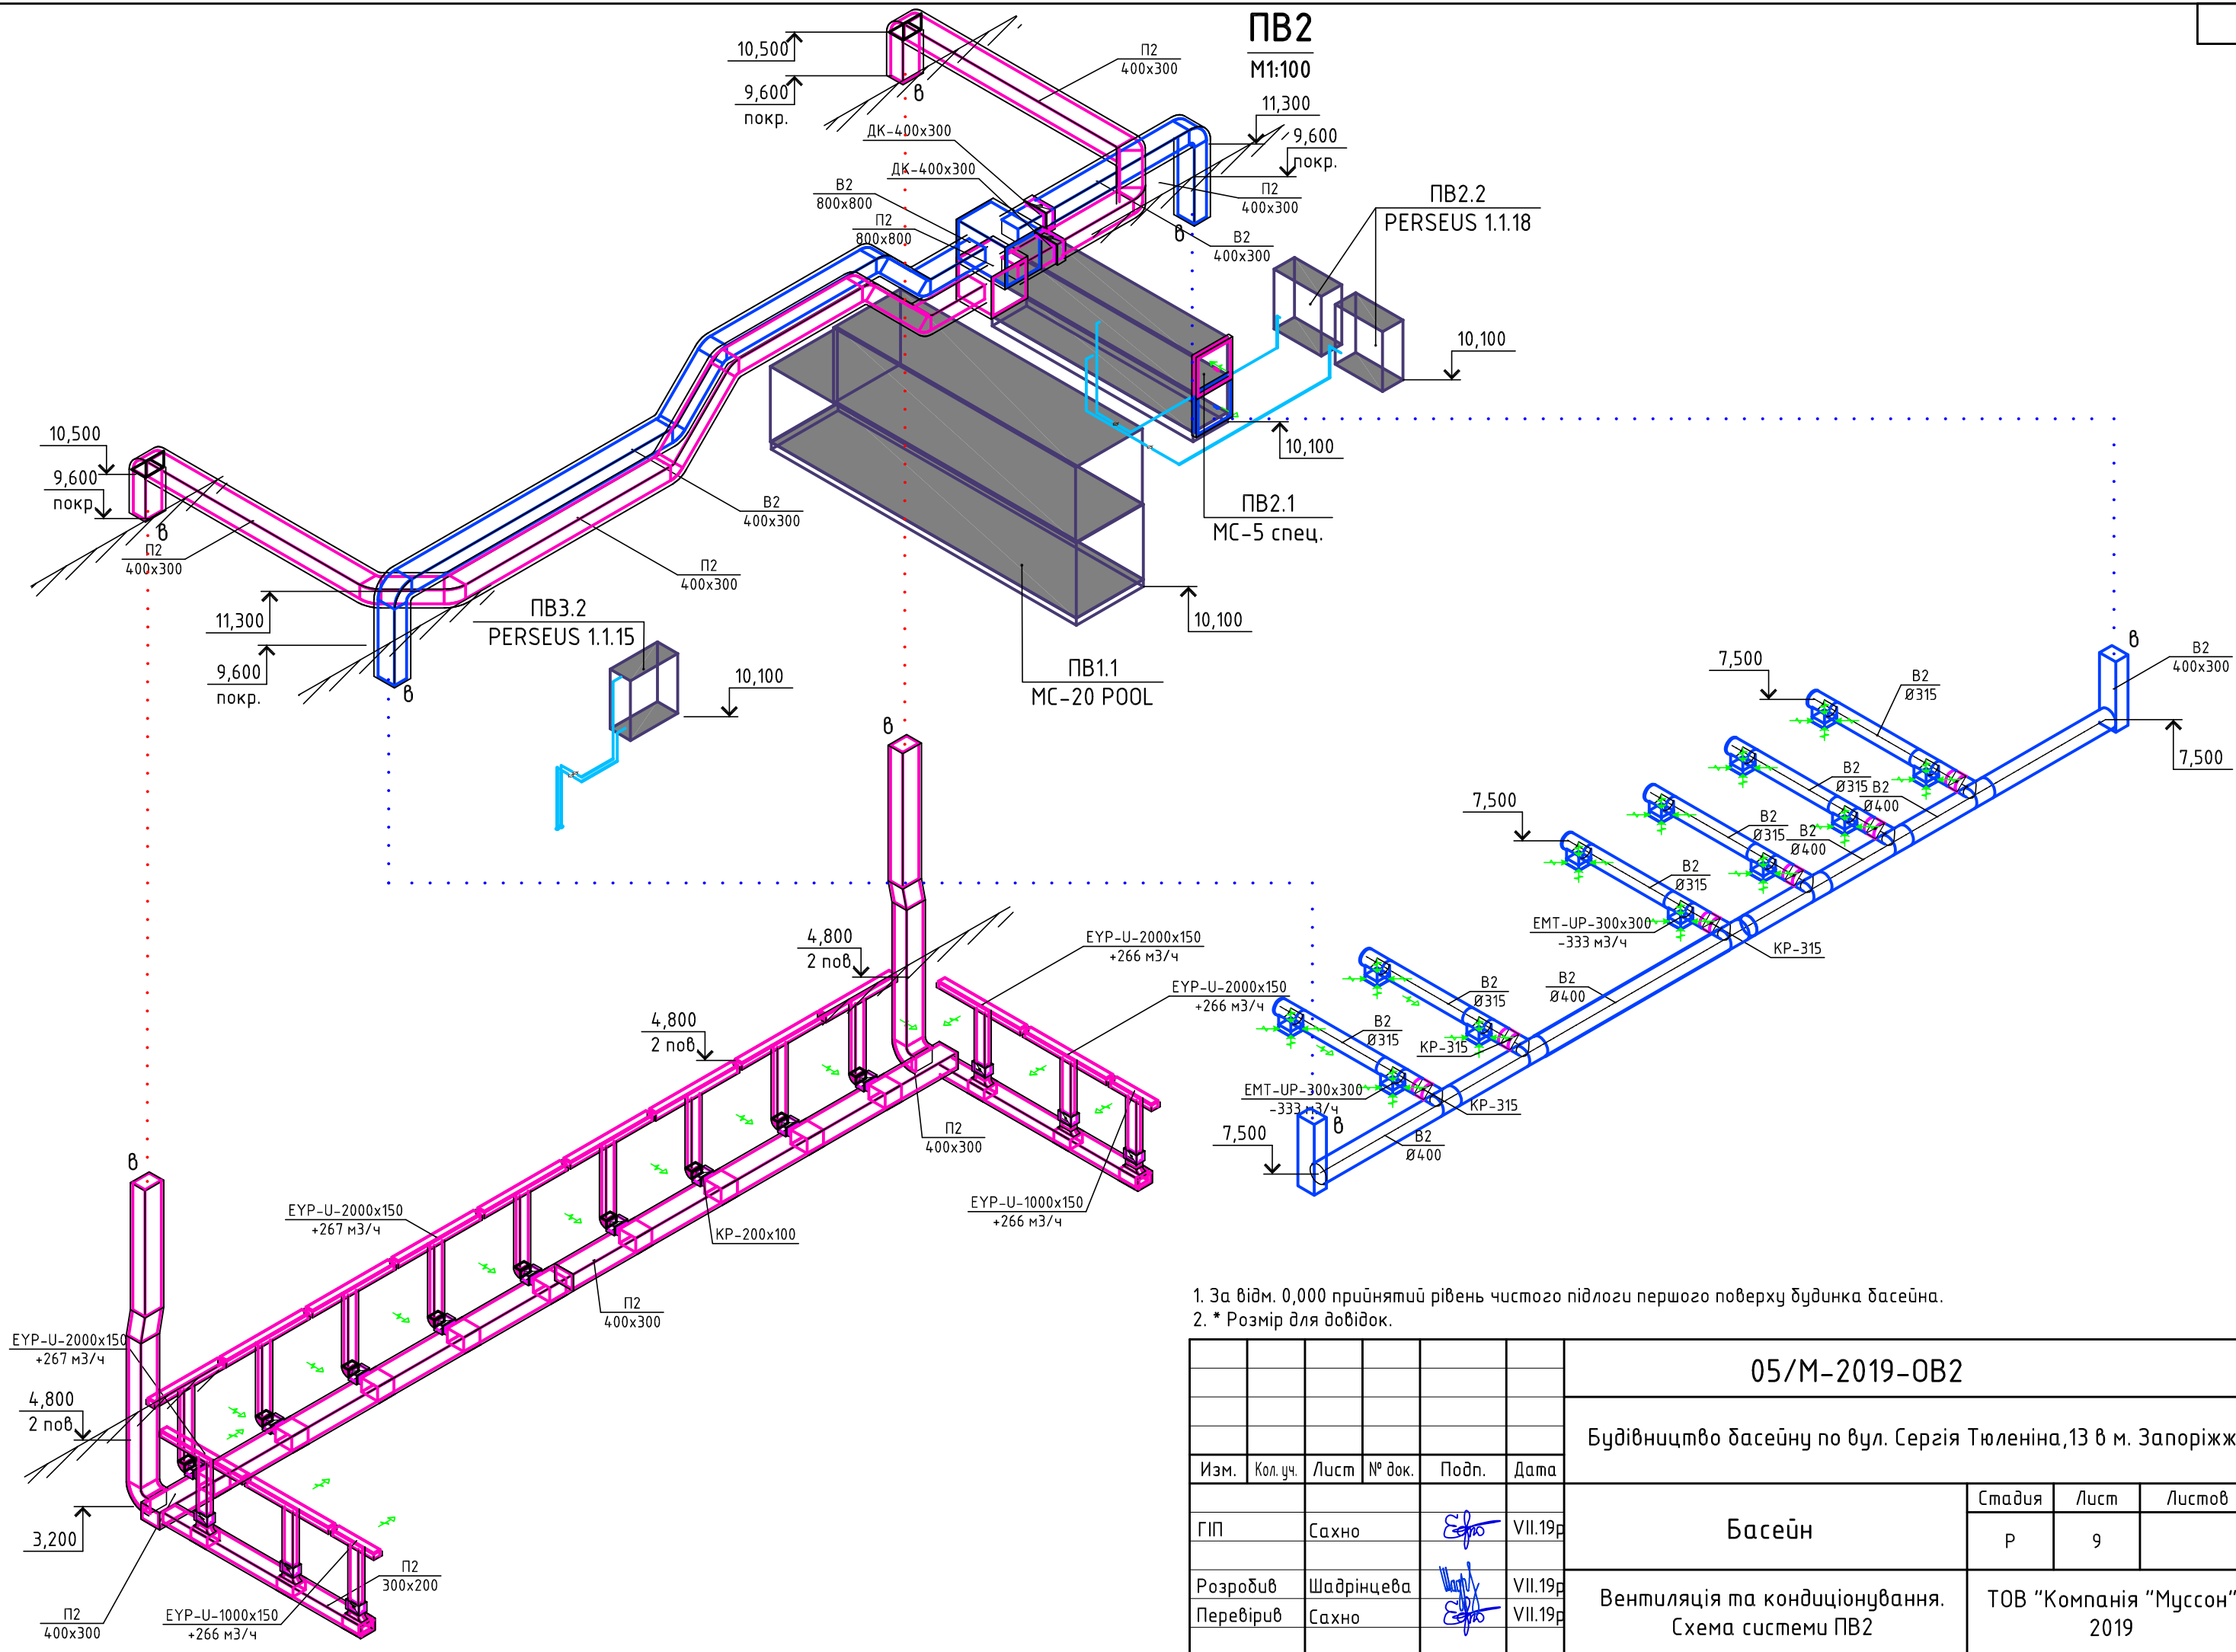 ПВ2
М1:100
10,500
9,600
покр.
в
П2
400х300
ДК-400х300
ДК-400х300
11,300
9,600
покр.
В2
800х800
П2
800х800
П2
400х300
в
В2
400х300
ПВ2.2
PERSEUS 1.1.18
10,100
10,100
ПВ2.1
МС-5 спец.
10,500
9,600
покр.
в
П2
400х300
В2
400х300
П2
400х300
11,300
9,600
покр.
в
ПВ3.2
PERSEUS 1.1.15
10,100
10,100
ПВ1.1
МС-20 POOL
в
В2
400х300
7,500
В2
Ø315
7,500
7,500
В2
Ø315
В2
Ø400
В2
Ø315
В2
Ø400
В2
Ø315
EMT-UP-300x300
-333 м3/ч
КР-315
В2
Ø400
В2
Ø315
В2
Ø315
КР-315
EMT-UP-300x300
-333 м3/ч
КР-315
в
7,500
В2
Ø400
в
4,800
2 пов.
EYP-U-2000x150
+266 м3/ч
EYP-U-2000x150
+266 м3/ч
4,800
2 пов.
П2
400х300
EYP-U-1000x150
+266 м3/ч
в
EYP-U-2000x150
+267 м3/ч
КР-200х100
П2
400х300
EYP-U-2000x150
+267 м3/ч
4,800
2 пов.
3,200
П2
400х300
П2
300х200
EYP-U-1000x150
+266 м3/ч
1. За відм. 0,000 прийнятий рівень чистого підлоги першого поверху будинка басейна.
2. * Розмір для довідок.
05/М-2019-ОВ2
Будівництво басейну по вул. Сергія Тюленіна,13 в м. Запоріжж
Изм. Кол. уч. Лист № док. Подп. Дата
Басейн
Стадия Лист Листов
Р 9
ГІП Сахно VII.19р
Розробив Шадрінцева VII.19р
Перевірив Сахно VII.19р
Вентиляція та кондиціонування.
Схема системи ПВ2
ТОВ "Компанія "Муссон"
2019